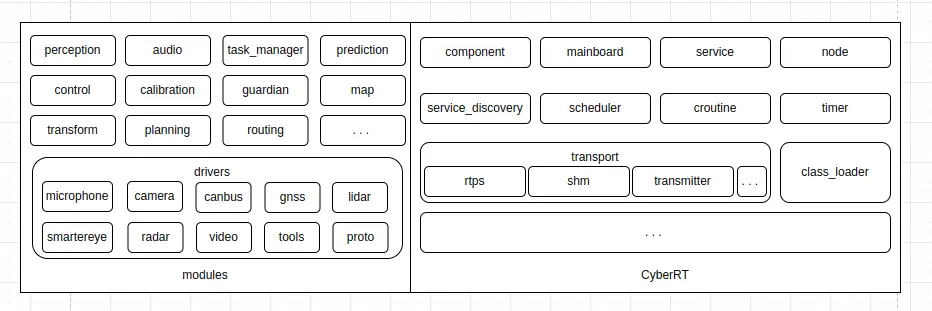 perception audio task_manager prediction
control calibration guardian map
transform planning routing . . .
drivers
microphone camera canbus gnss lidar
smartereye radar video tools proto
modules
component mainboard service node
service_discovery scheduler croutine timer
transport
rtps shm transmitter . . .
class_loader
. . .
CyberRT